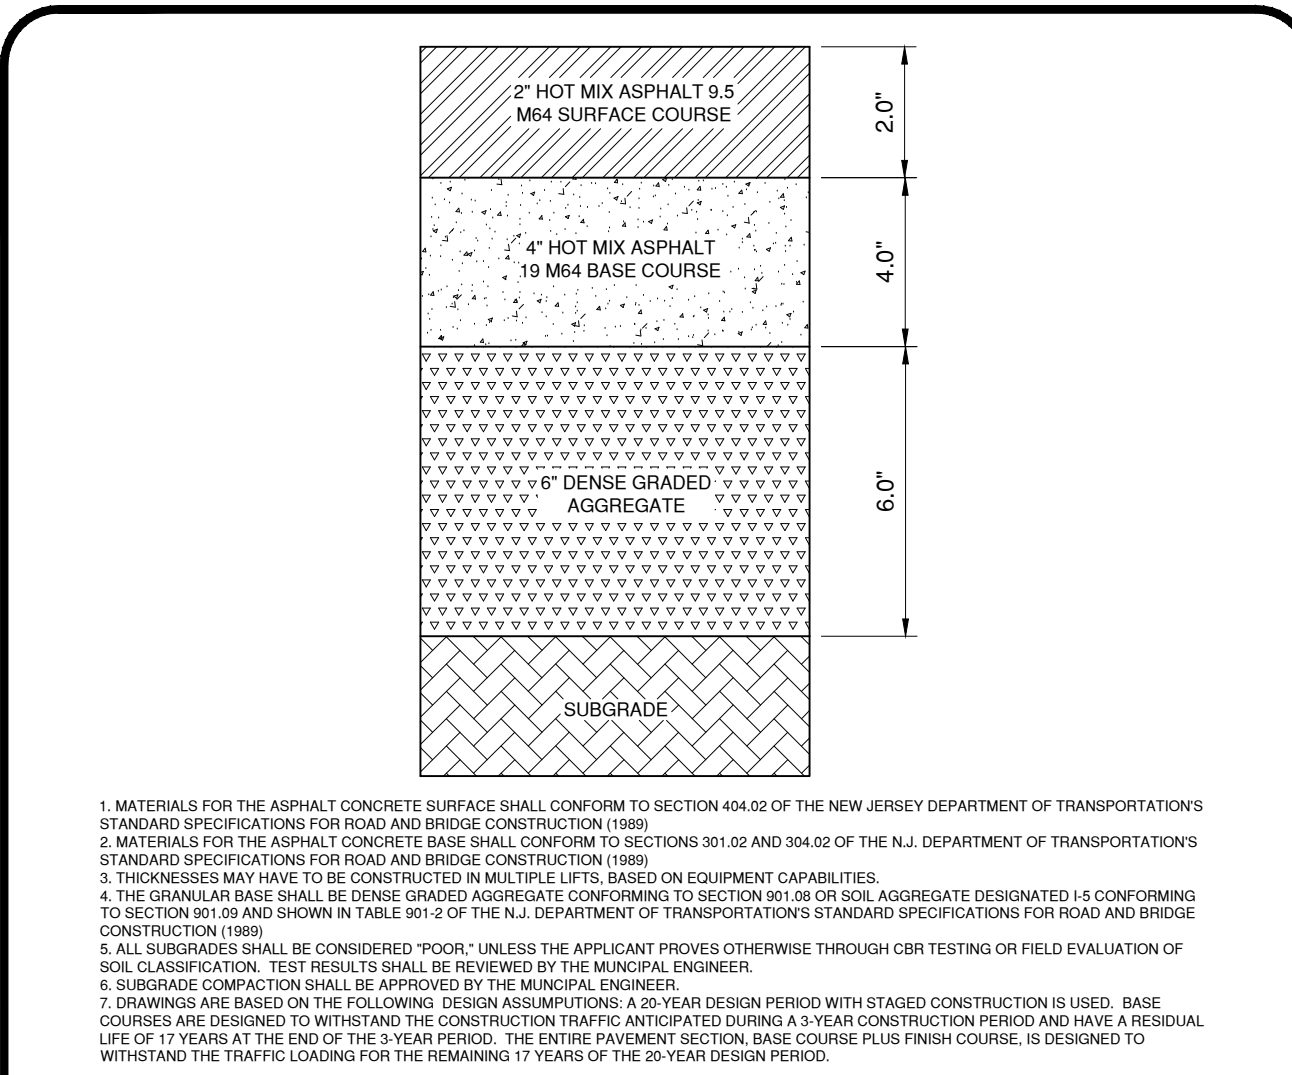 2" HOT MIX ASPHALT 9.5
M64 SURFACE COURSE
2.0"
4" HOT MIX ASPHALT
19 M64 BASE COURSE
4.0"
6" DENSE GRADED
AGGREGATE
6.0"
SUBGRADE
1. MATERIALS FOR THE ASPHALT CONCRETE SURFACE SHALL CONFORM TO SECTION 404.02 OF THE NEW JERSEY DEPARTMENT OF TRANSPORTATION'S
STANDARD SPECIFICATIONS FOR ROAD AND BRIDGE CONSTRUCTION (1989)
2. MATERIALS FOR THE ASPHALT CONCRETE BASE SHALL CONFORM TO SECTIONS 301.02 AND 304.02 OF THE N.J. DEPARTMENT OF TRANSPORTATION'S
STANDARD SPECIFICATIONS FOR ROAD AND BRIDGE CONSTRUCTION (1989)
3. THICKNESSES MAY HAVE TO BE CONSTRUCTED IN MULTIPLE LIFTS, BASED ON EQUIPMENT CAPABILITIES.
4. THE GRANULAR BASE SHALL BE DENSE GRADED AGGREGATE CONFORMING TO SECTION 901.08 OR SOIL AGGREGATE DESIGNATED I-5 CONFORMING
TO SECTION 901.09 AND SHOWN IN TABLE 901-2 OF THE N.J. DEPARTMENT OF TRANSPORTATION'S STANDARD SPECIFICATIONS FOR ROAD AND BRIDGE
CONSTRUCTION (1989)
5. ALL SUBGRADES SHALL BE CONSIDERED "POOR," UNLESS THE APPLICANT PROVES OTHERWISE THROUGH CBR TESTING OR FIELD EVALUATION OF
SOIL CLASSIFICATION.  TEST RESULTS SHALL BE REVIEWED BY THE MUNCIPAL ENGINEER.
6. SUBGRADE COMPACTION SHALL BE APPROVED BY THE MUNCIPAL ENGINEER.
7. DRAWINGS ARE BASED ON THE FOLLOWING  DESIGN ASSUMPUTIONS: A 20-YEAR DESIGN PERIOD WITH STAGED CONSTRUCTION IS USED.  BASE
COURSES ARE DESIGNED TO WITHSTAND THE CONSTRUCTION TRAFFIC ANTICIPATED DURING A 3-YEAR CONSTRUCTION PERIOD AND HAVE A RESIDUAL
LIFE OF 17 YEARS AT THE END OF THE 3-YEAR PERIOD.  THE ENTIRE PAVEMENT SECTION, BASE COURSE PLUS FINISH COURSE, IS DESIGNED TO
WITHSTAND THE TRAFFIC LOADING FOR THE REMAINING 17 YEARS OF THE 20-YEAR DESIGN PERIOD.